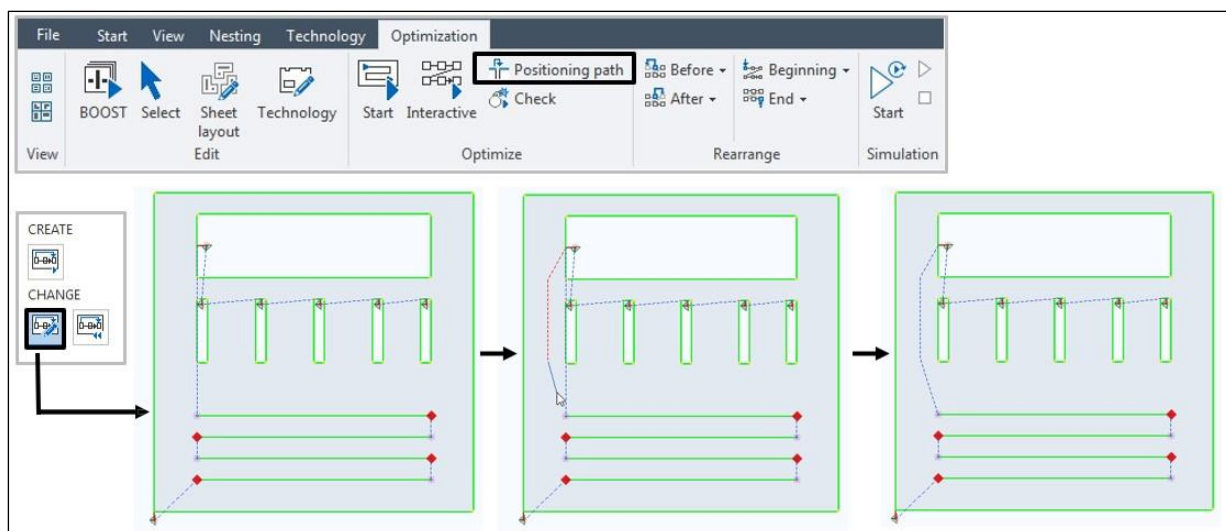 File Start View Nesting Technology Optimization
Positioning path Before Beginning
BOOST Select Sheet layout Technology Start Interactive Check After End Start
View Edit Optimize Rearrange Simulation
CREATE
CHANGE